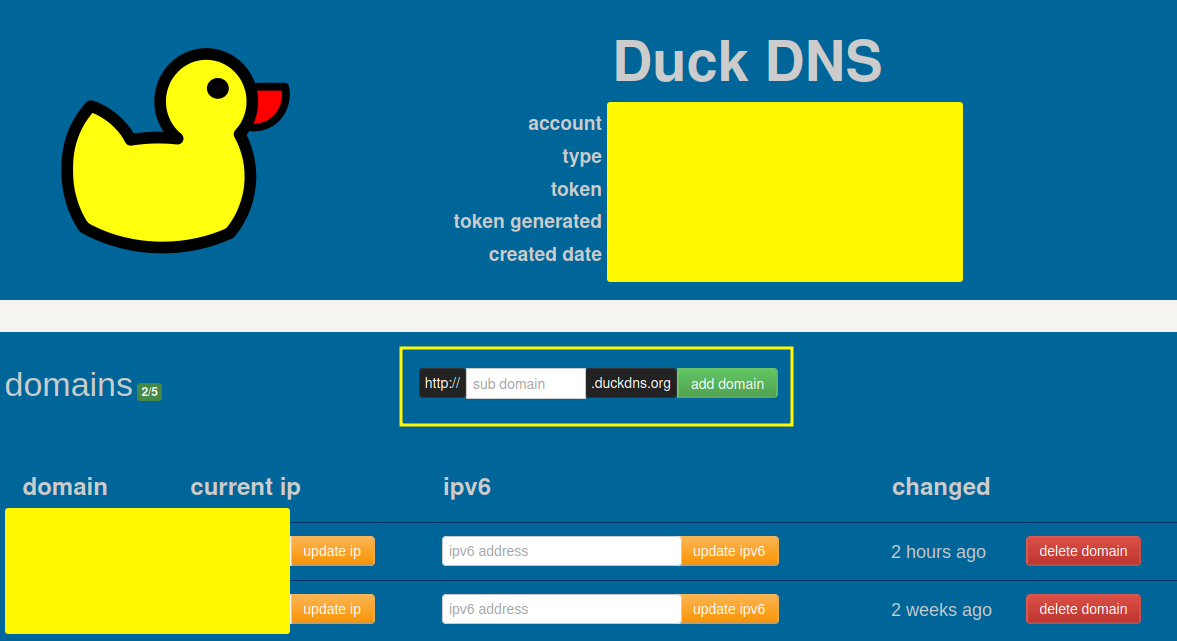 Duck DNS
account
type
token
token generated
created date
domains 2/5
http:// sub domain .duckdns.org add domain
domain current ip ipv6 changed
update ip ipv6 address update ipv6 2 hours ago delete domain
update ip ipv6 address update ipv6 2 weeks ago delete domain